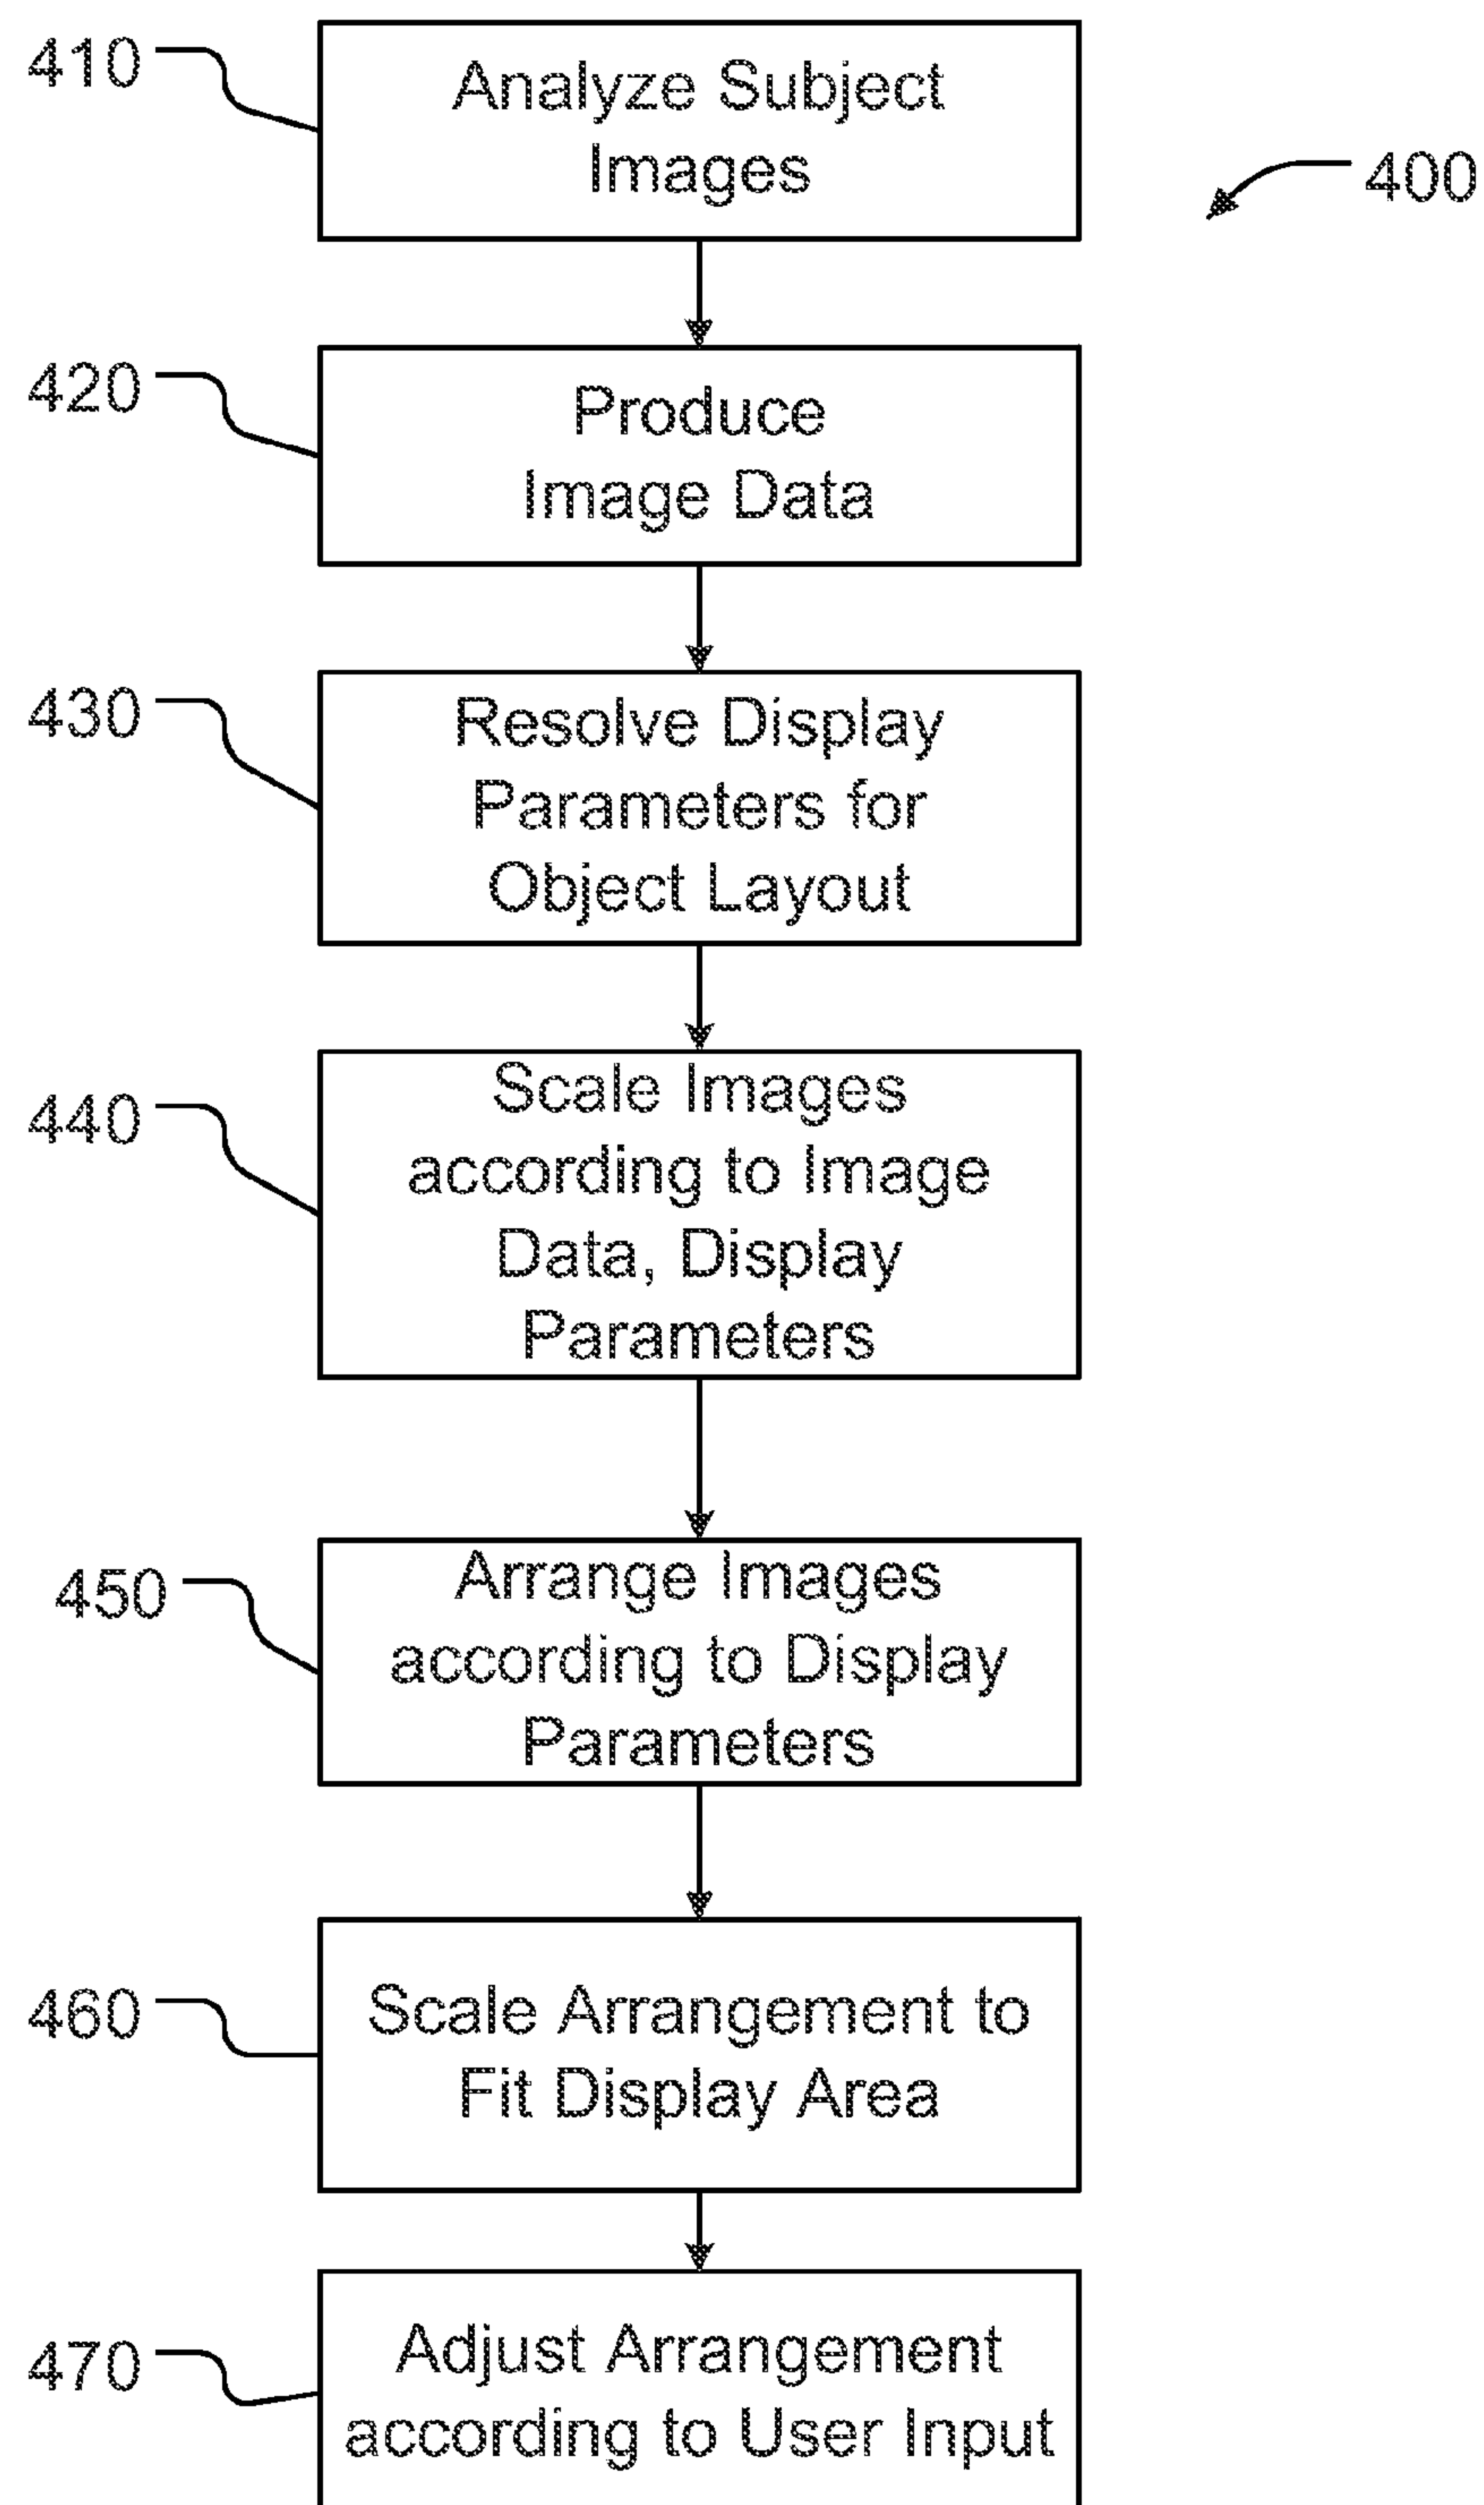 410
Analyze Subject
Images
400
420
Produce
Image Data
430
Resolve Display
Parameters for
Object Layout
440
Scale Images
according to Image
Data, Display
Parameters
450
Arrange Images
according to Display
Parameters
460
Scale Arrangement to
Fit Display Area
470
Adjust Arrangement
according to User Input